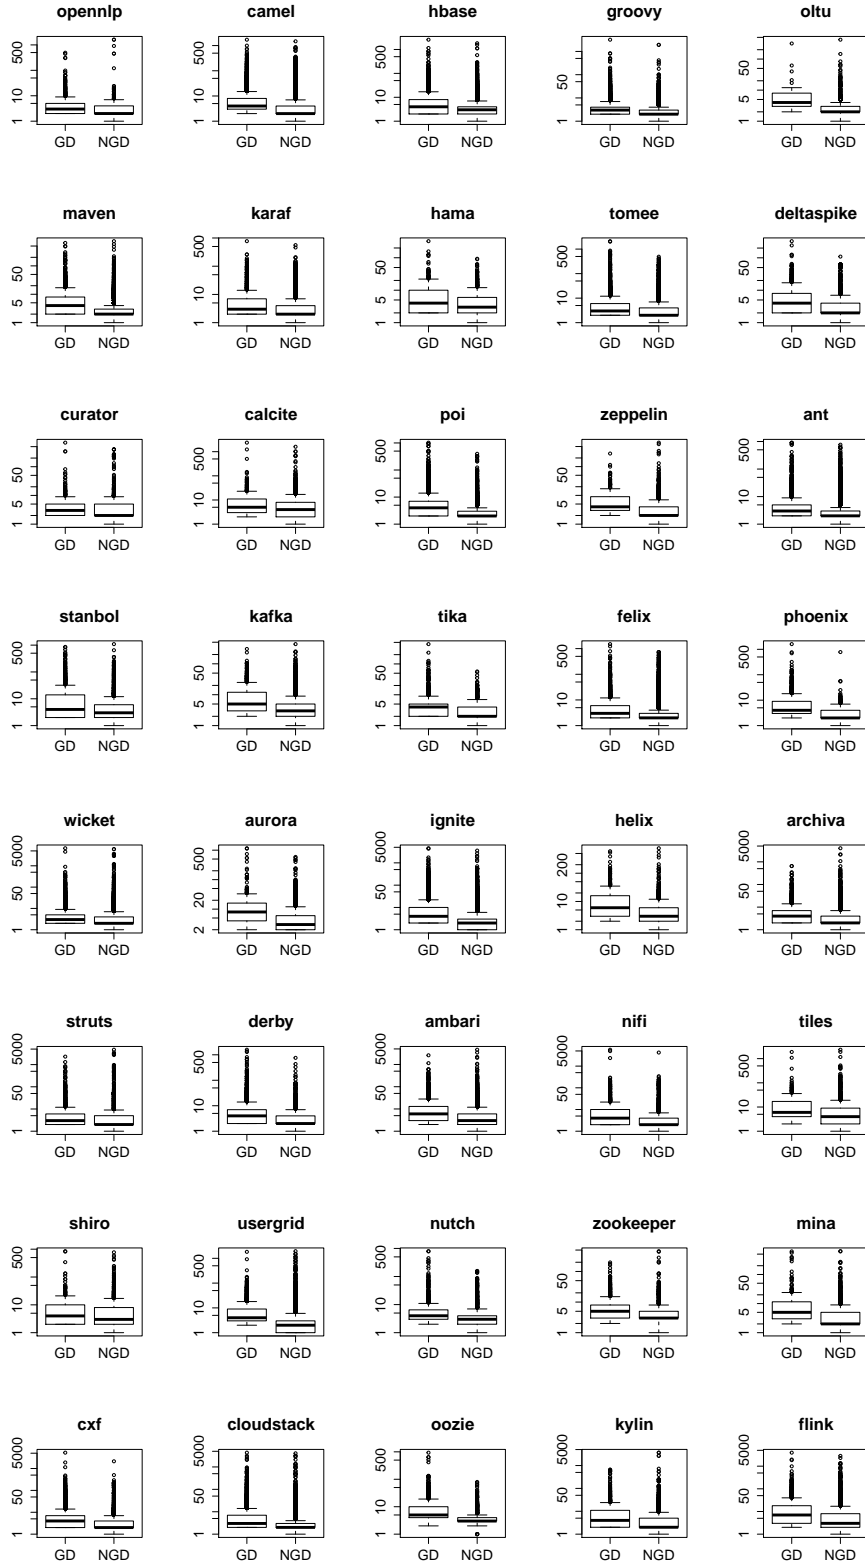 opennlp camel hbase groovy oltu
500 500 500 50 50
10 10 10 5 5
1 1 1 1 1
GD NGD GD NGD GD NGD GD NGD GD NGD
maven karaf hama tomee deltaspike
50 500 50 500 50
5 10 5 10 5
1 1 1 1 1
GD NGD GD NGD GD NGD GD NGD GD NGD
curator calcite poi zeppelin ant
50 500 500 50 500
5 10 10 5 10
1 1 1 1 1
GD NGD GD NGD GD NGD GD NGD GD NGD
stanbol kafka tika felix phoenix
500 50 50 500 500
10 5 5 10 10
1 1 1 1 1
GD NGD GD NGD GD NGD GD NGD GD NGD
wicket aurora ignite helix archiva
5000 500 5000 200 5000
50 20 50 10 50
1 2 1 1 1
GD NGD GD NGD GD NGD GD NGD GD NGD
struts derby ambari nifi tiles
5000 500 5000 5000 500
50 10 50 50 10
1 1 1 1 1
GD NGD GD NGD GD NGD GD NGD GD NGD
shiro usergrid nutch zookeeper mina
500 500 500 50 50
10 10 10 5 5
1 1 1 1 1
GD NGD GD NGD GD NGD GD NGD GD NGD
cxf cloudstack oozie kylin flink
5000 5000 500 5000 5000
50 50 10 50 50
1 1 1 1 1
GD NGD GD NGD GD NGD GD NGD GD NGD